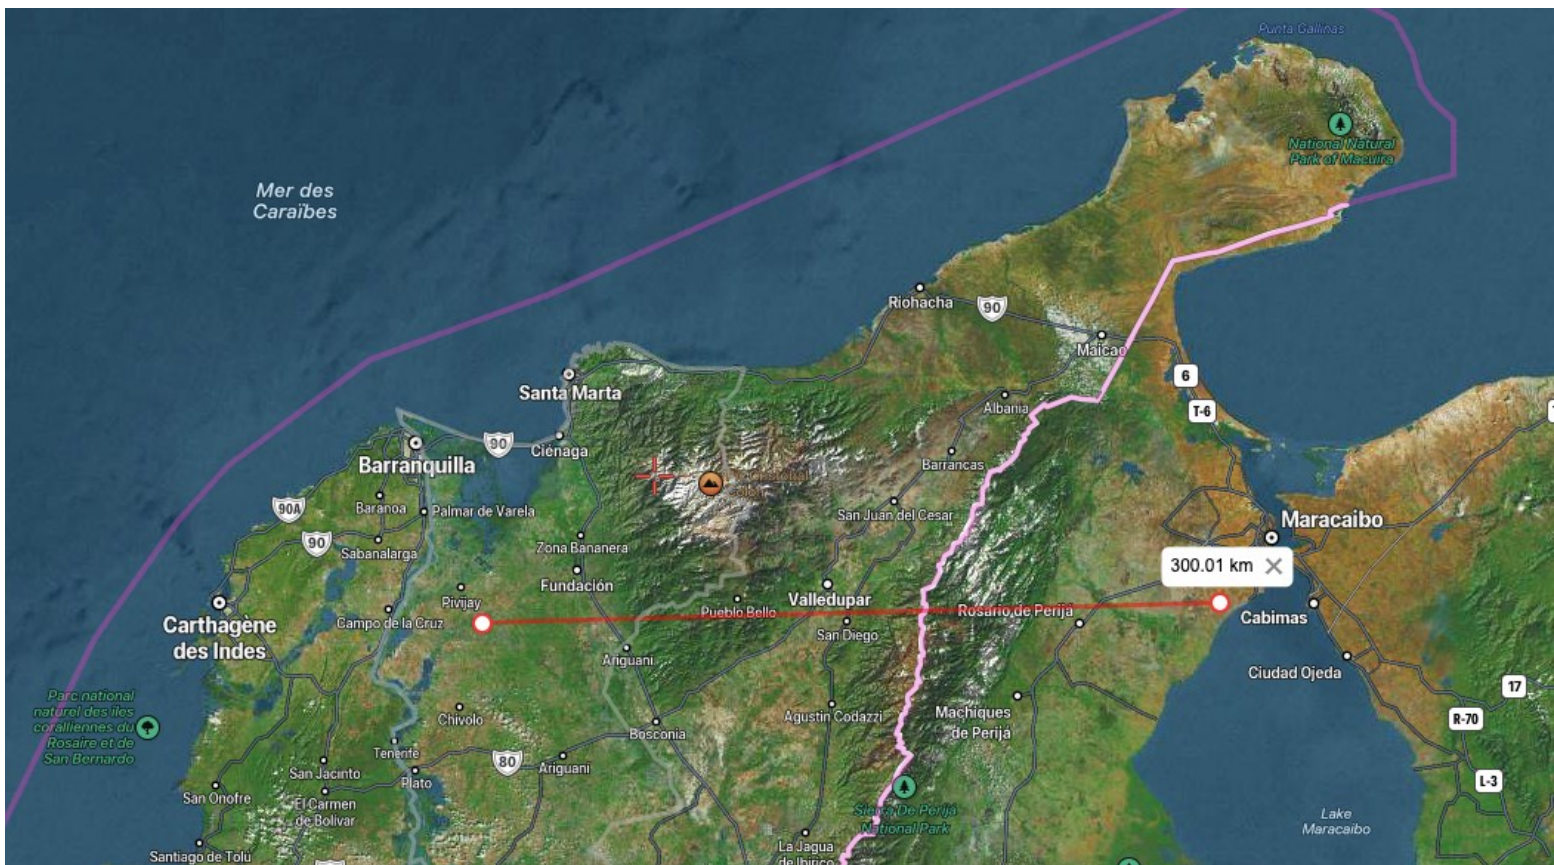 Punta Gallinas
National Natural
Park of Macuira
Mer des
Caraïbes
Riohacha
90
Maicao
6
T-6
Santa Marta
Albania
90
Ciénaga
Barranquilla
Barrancas
90A
Baranoa
Palmar de Varela
San Juan del Cesar
Maracaibo
90
Sabanalarga
Zona Bananera
300.01 km
Fundación
Pivijay
Valledupar
Pueblo Bello
Rosario de Perijá
Cabimas
Carthagène
des Indes
Campo de la Cruz
San Diego
Ariguaní
Ciudad Ojeda
17
Parc national
naturel des îles
coralliennes du
Rosaire et de
San Bernardo
Chivolo
Agustín Codazzi
Machiques
de Perijá
R-70
Bosconia
Tenerife
80
Ariguaní
San Jacinto
Plato
L-3
San Onofre
El Carmen
de Bolívar
Sierra De Perijá
National Park
Lake
Maracaibo
La Jagua
de Ibirico
Santiago de Tolú